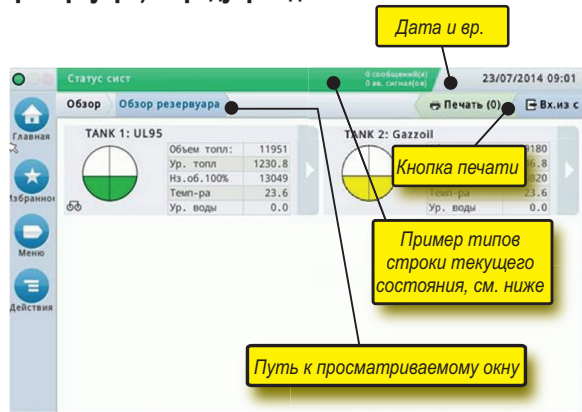 Дата и вр.
Статус сист
0 сообщений(я)
0 ав. сигнал(ов)
23/07/2014 09:01
Обзор Обзор резервуара
Печать (0)
Вх.из с
Главная
Избранное
Меню
Действия
TANK 1: UL95
Объем топл: 11951
Ур. топл 1230.8
Нз.об.100% 13049
Темп-ра 23.6
Ур. воды 0.0
TANK 2: Gazzoil
Темп-ра 23.6
Ур. воды 0.0
Кнопка печати
Пример типов
строки текущего
состояния, см. ниже
Путь к просматриваемому окну